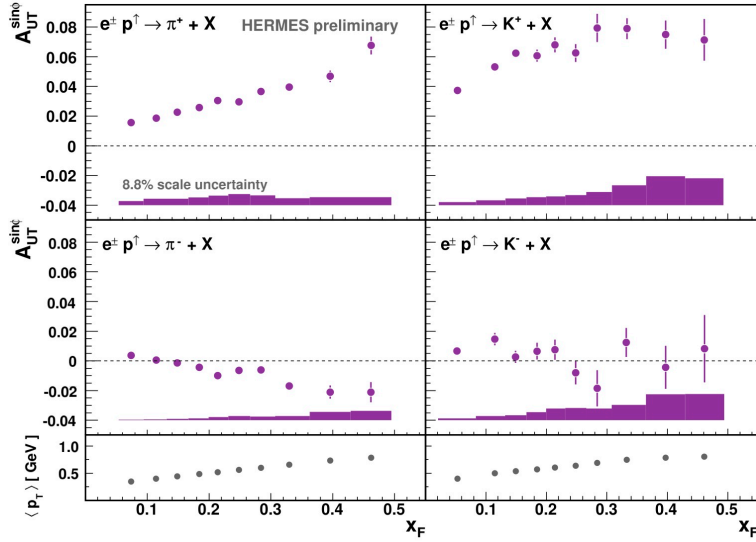 A_UT^sinϕ
e± p↑ → π+ + X
HERMES preliminary
0.08
0.06
0.04
0.02
0
-0.02
-0.04
8.8% scale uncertainty
e± p↑ → K+ + X
A_UT^sinϕ
e± p↑ → π- + X
0.08
0.06
0.04
0.02
0
-0.02
-0.04
e± p↑ → K- + X
⟨p_T⟩ [ GeV ]
1.0
0.5
0.1 0.2 0.3 0.4 0.5
x_F
0.1 0.2 0.3 0.4 0.5
x_F